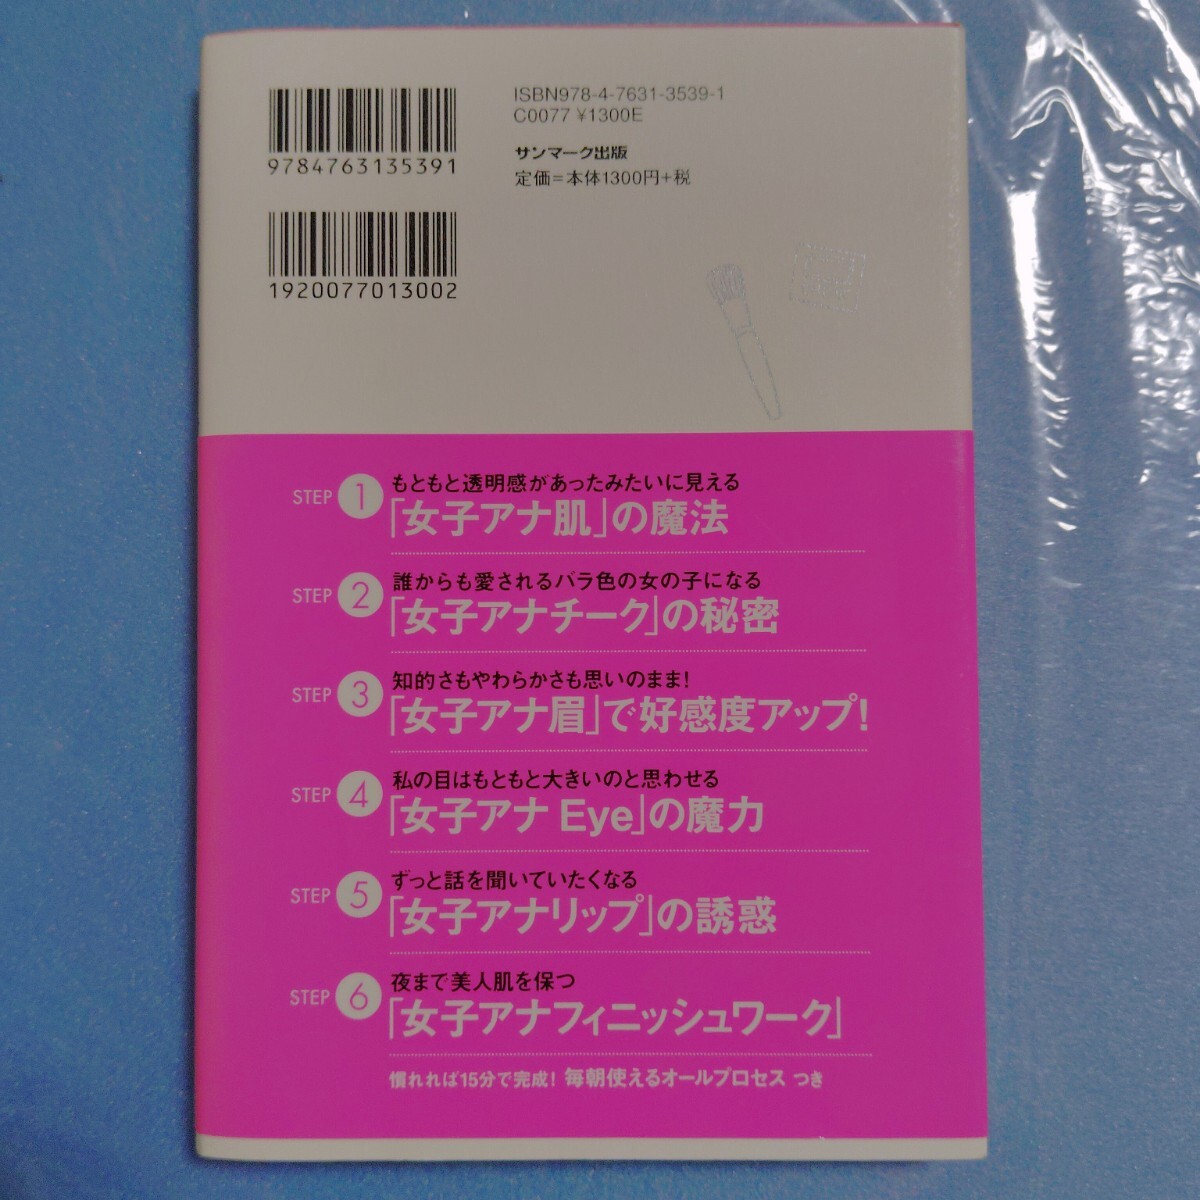 ISBN978-4-7631-3539-1
C0077 ¥1300E
サンマーク出版
定価=本体1300円+税
9784763135391
1920077013002
STEP 1 もともと透明感があったみたいに見える
「女子アナ肌」の魔法
STEP 2 誰からも愛されるバラ色の女の子になる
「女子アナチーク」の秘密
STEP 3 知的さもやわらかさも思いのまま!
「女子アナ眉」で好感度アップ!
STEP 4 私の目はもともと大きいのと思わせる
「女子アナ Eye」の魔力
STEP 5 ずっと話を聞いていたくなる
「女子アナリップ」の誘惑
STEP 6 夜まで美人肌を保つ
「女子アナフィニッシュワーク」
慣れれば15分で完成! 毎朝使えるオールプロセス つき